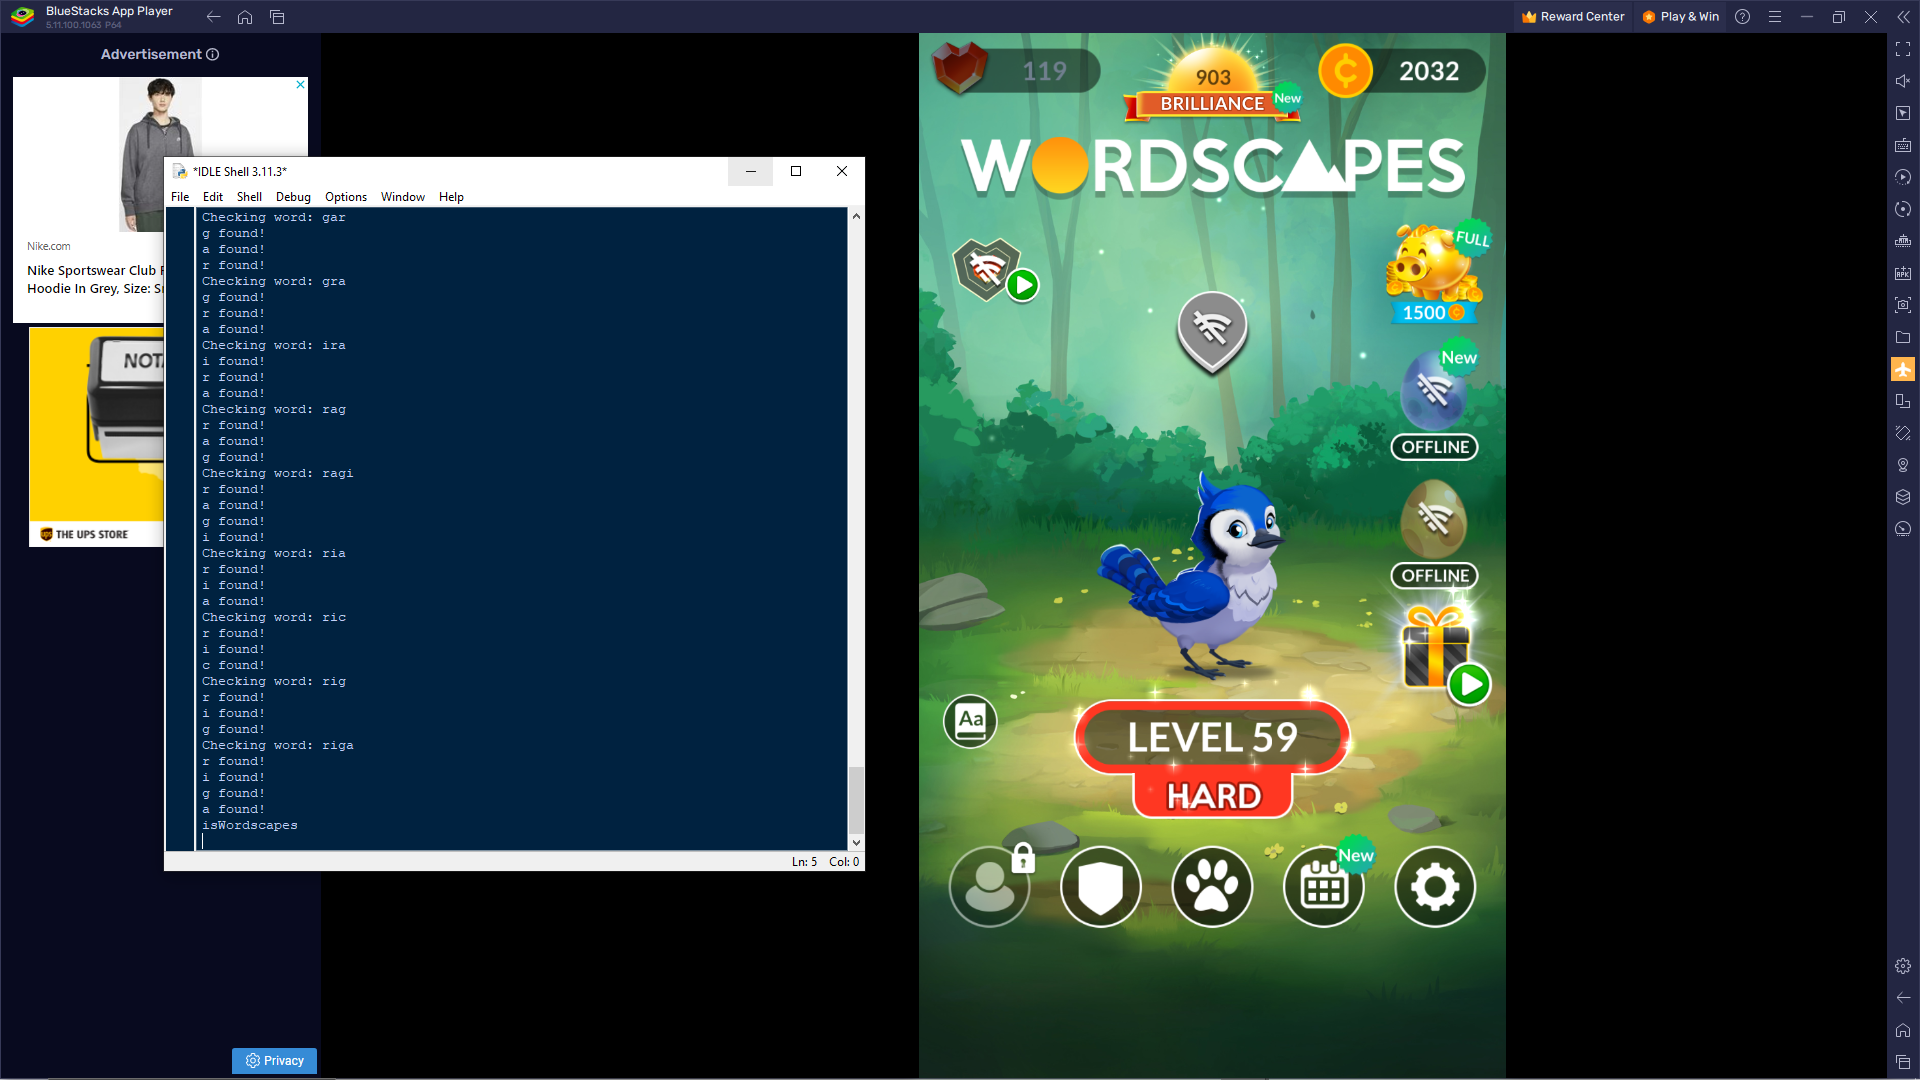 BlueStacks App Player
5.11.100.1063 P64
Reward Center
Play & Win
Advertisement
Nike.com
Nike Sportswear Club
Hoodie In Grey, Size:
THE UPS STORE
Privacy
*IDLE Shell 3.11.3*
File Edit Shell Debug Options Window Help
Checking word: gar
g found!
a found!
r found!
Checking word: gra
g found!
r found!
a found!
Checking word: ira
i found!
r found!
a found!
Checking word: rag
r found!
a found!
g found!
Checking word: ragi
r found!
a found!
g found!
i found!
Checking word: ria
r found!
i found!
a found!
Checking word: ric
r found!
i found!
c found!
Checking word: rig
r found!
i found!
g found!
Checking word: riga
r found!
i found!
g found!
a found!
isWordscapes
Ln: 5 Col: 0
119
903
BRILLIANCE
New
2032
WORDSCAPES
FULL
1500
New
OFFLINE
OFFLINE
Aa
LEVEL 59
HARD
New
APK